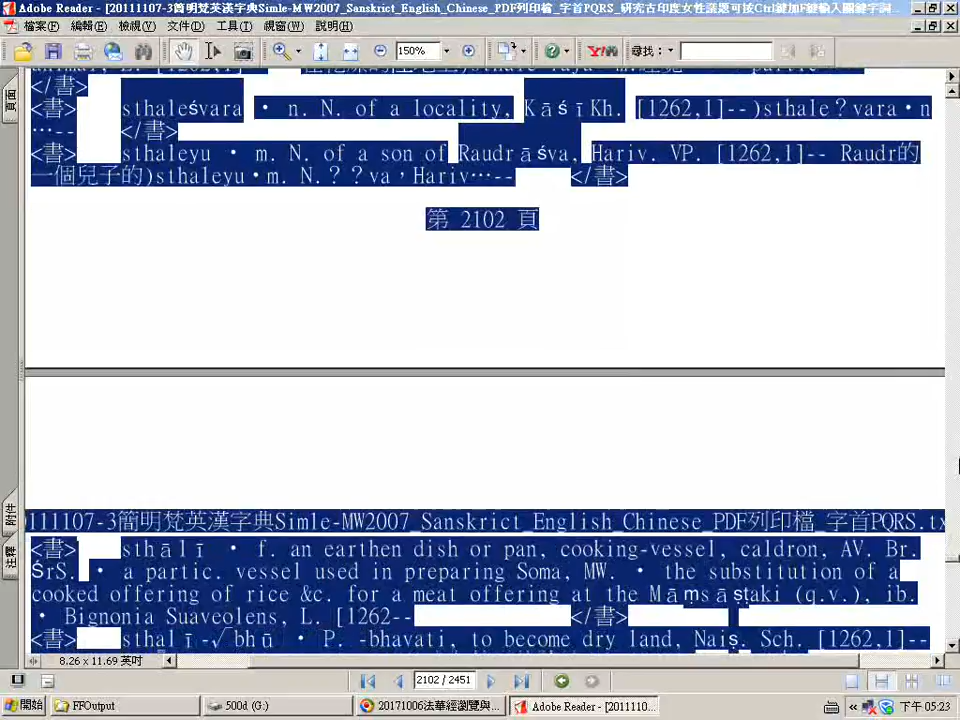 Adobe Reader - [20111107-3簡明梵英漢字典Simle-MW2007_Sanskrict_English_Chinese_PDF列印檔_字首PQRS_研究古印度女性議題可按Ctrl鍵加F鍵輸入關鍵字詞
檔案(F) 編輯(E) 檢視(V) 文件(D) 工具(T) 視窗(W) 說明(H)
150% 尋找：
頁面
</書>
<書> sthaleśvara • n. N. of a locality, KāśīKh. [1262,1]--)sthale？vara•n
…-- </書>
<書> sthaleyu • m. N. of a son of Raudrāśva, Hariv. VP. [1262,1]-- Raudr的
一個兒子的)sthaleyu•m. N.？？va，Hariv…-- </書>
第 2102 頁
附件
注釋
111107-3簡明梵英漢字典Simle-MW2007_Sanskrict_English_Chinese_PDF列印檔_字首PQRS.tx
<書> sthālī • f. an earthen dish or pan, cooking-vessel, caldron, AV. Br.
ŚrS. • a partic. vessel used in preparing Soma, MW. • the substitution of a
cooked offering of rice &c. for a meat offering at the Māṃsāṣṭaki (q.v.), ib.
• Bignonia Suaveolens, L. [1262-- </書>
<書> sthalī-√bhū • P. -bhavati, to become dry land, Naiṣ. Sch. [1262,1]--
8.26 x 11.69 英吋
2102 / 2451
開始 FFOutput 500d (G:) 20171006法華經瀏覽與... Adobe Reader - [2011110... 下午 05:23